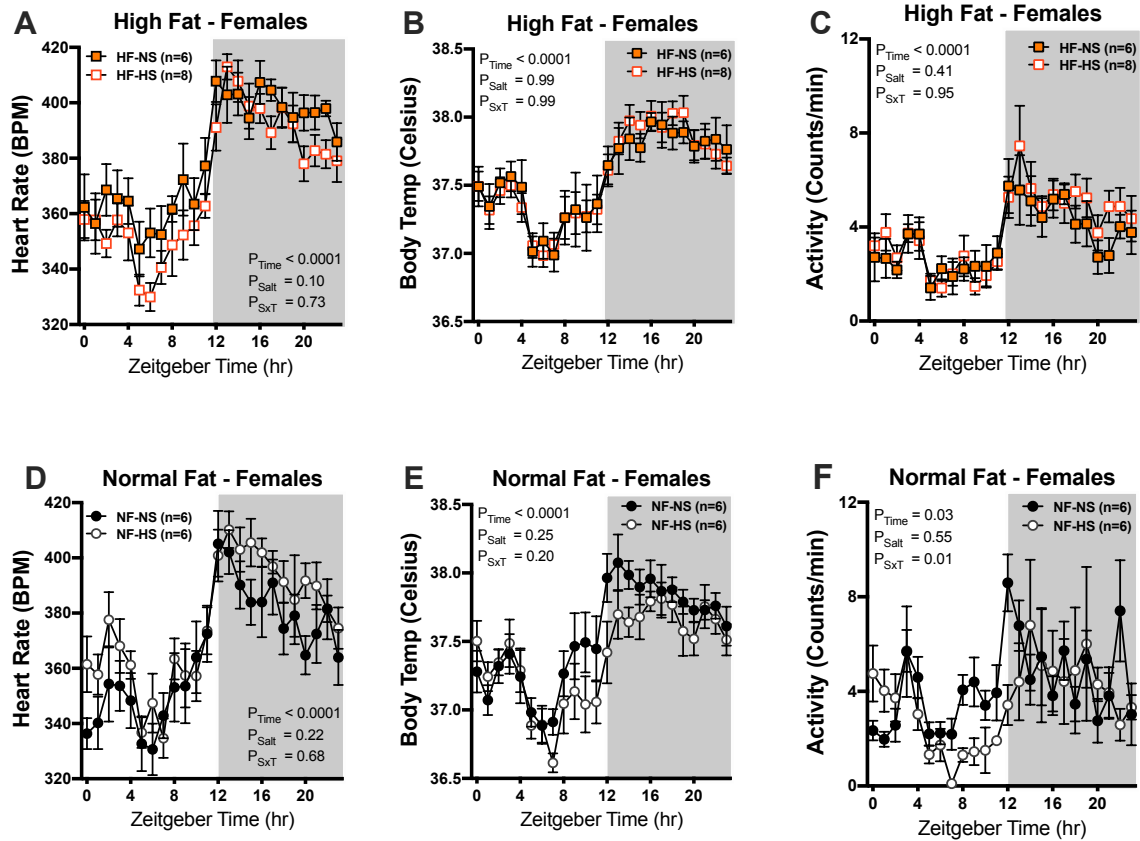 A
High Fat - Females
420
400
380
360
340
320
Heart Rate (BPM)
HF-NS (n=6)
HF-HS (n=8)
PTime < 0.0001
PSalt = 0.10
PSxT = 0.73
0 4 8 12 16 20
Zeitgeber Time (hr)
B
High Fat - Females
38.5
38.0
37.5
37.0
36.5
Body Temp (Celsius)
PTime < 0.0001
PSalt = 0.99
PSxT = 0.99
HF-NS (n=6)
HF-HS (n=8)
0 4 8 12 16 20
Zeitgeber Time (hr)
C
High Fat - Females
12
8
4
0
Activity (Counts/min)
PTime < 0.0001
PSalt = 0.41
PSxT = 0.95
HF-NS (n=6)
HF-HS (n=8)
0 4 8 12 16 20
Zeitgeber Time (hr)
D
Normal Fat - Females
420
400
380
360
340
320
Heart Rate (BPM)
NF-NS (n=6)
NF-HS (n=6)
PTime < 0.0001
PSalt = 0.22
PSxT = 0.68
0 4 8 12 16 20
Zeitgeber Time (hr)
E
Normal Fat - Females
38.5
38.0
37.5
37.0
36.5
Body Temp (Celsius)
PTime < 0.0001
PSalt = 0.25
PSxT = 0.20
NF-NS (n=6)
NF-HS (n=6)
0 4 8 12 16 20
Zeitgeber Time (hr)
F
Normal Fat - Females
12
8
4
0
Activity (Counts/min)
PTime = 0.03
PSalt = 0.55
PSxT = 0.01
NF-NS (n=6)
NF-HS (n=6)
0 4 8 12 16 20
Zeitgeber Time (hr)